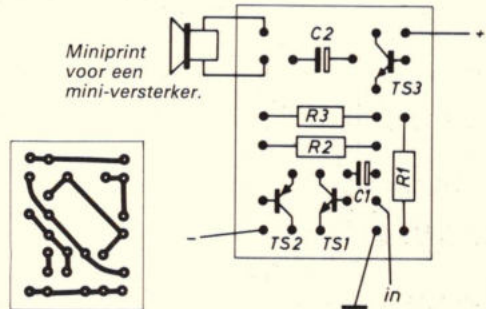 Miniprint
voor een
mini-versterker.
C2
+
TS3
R3
R2
R1
C1
TS2
TS1
-
in